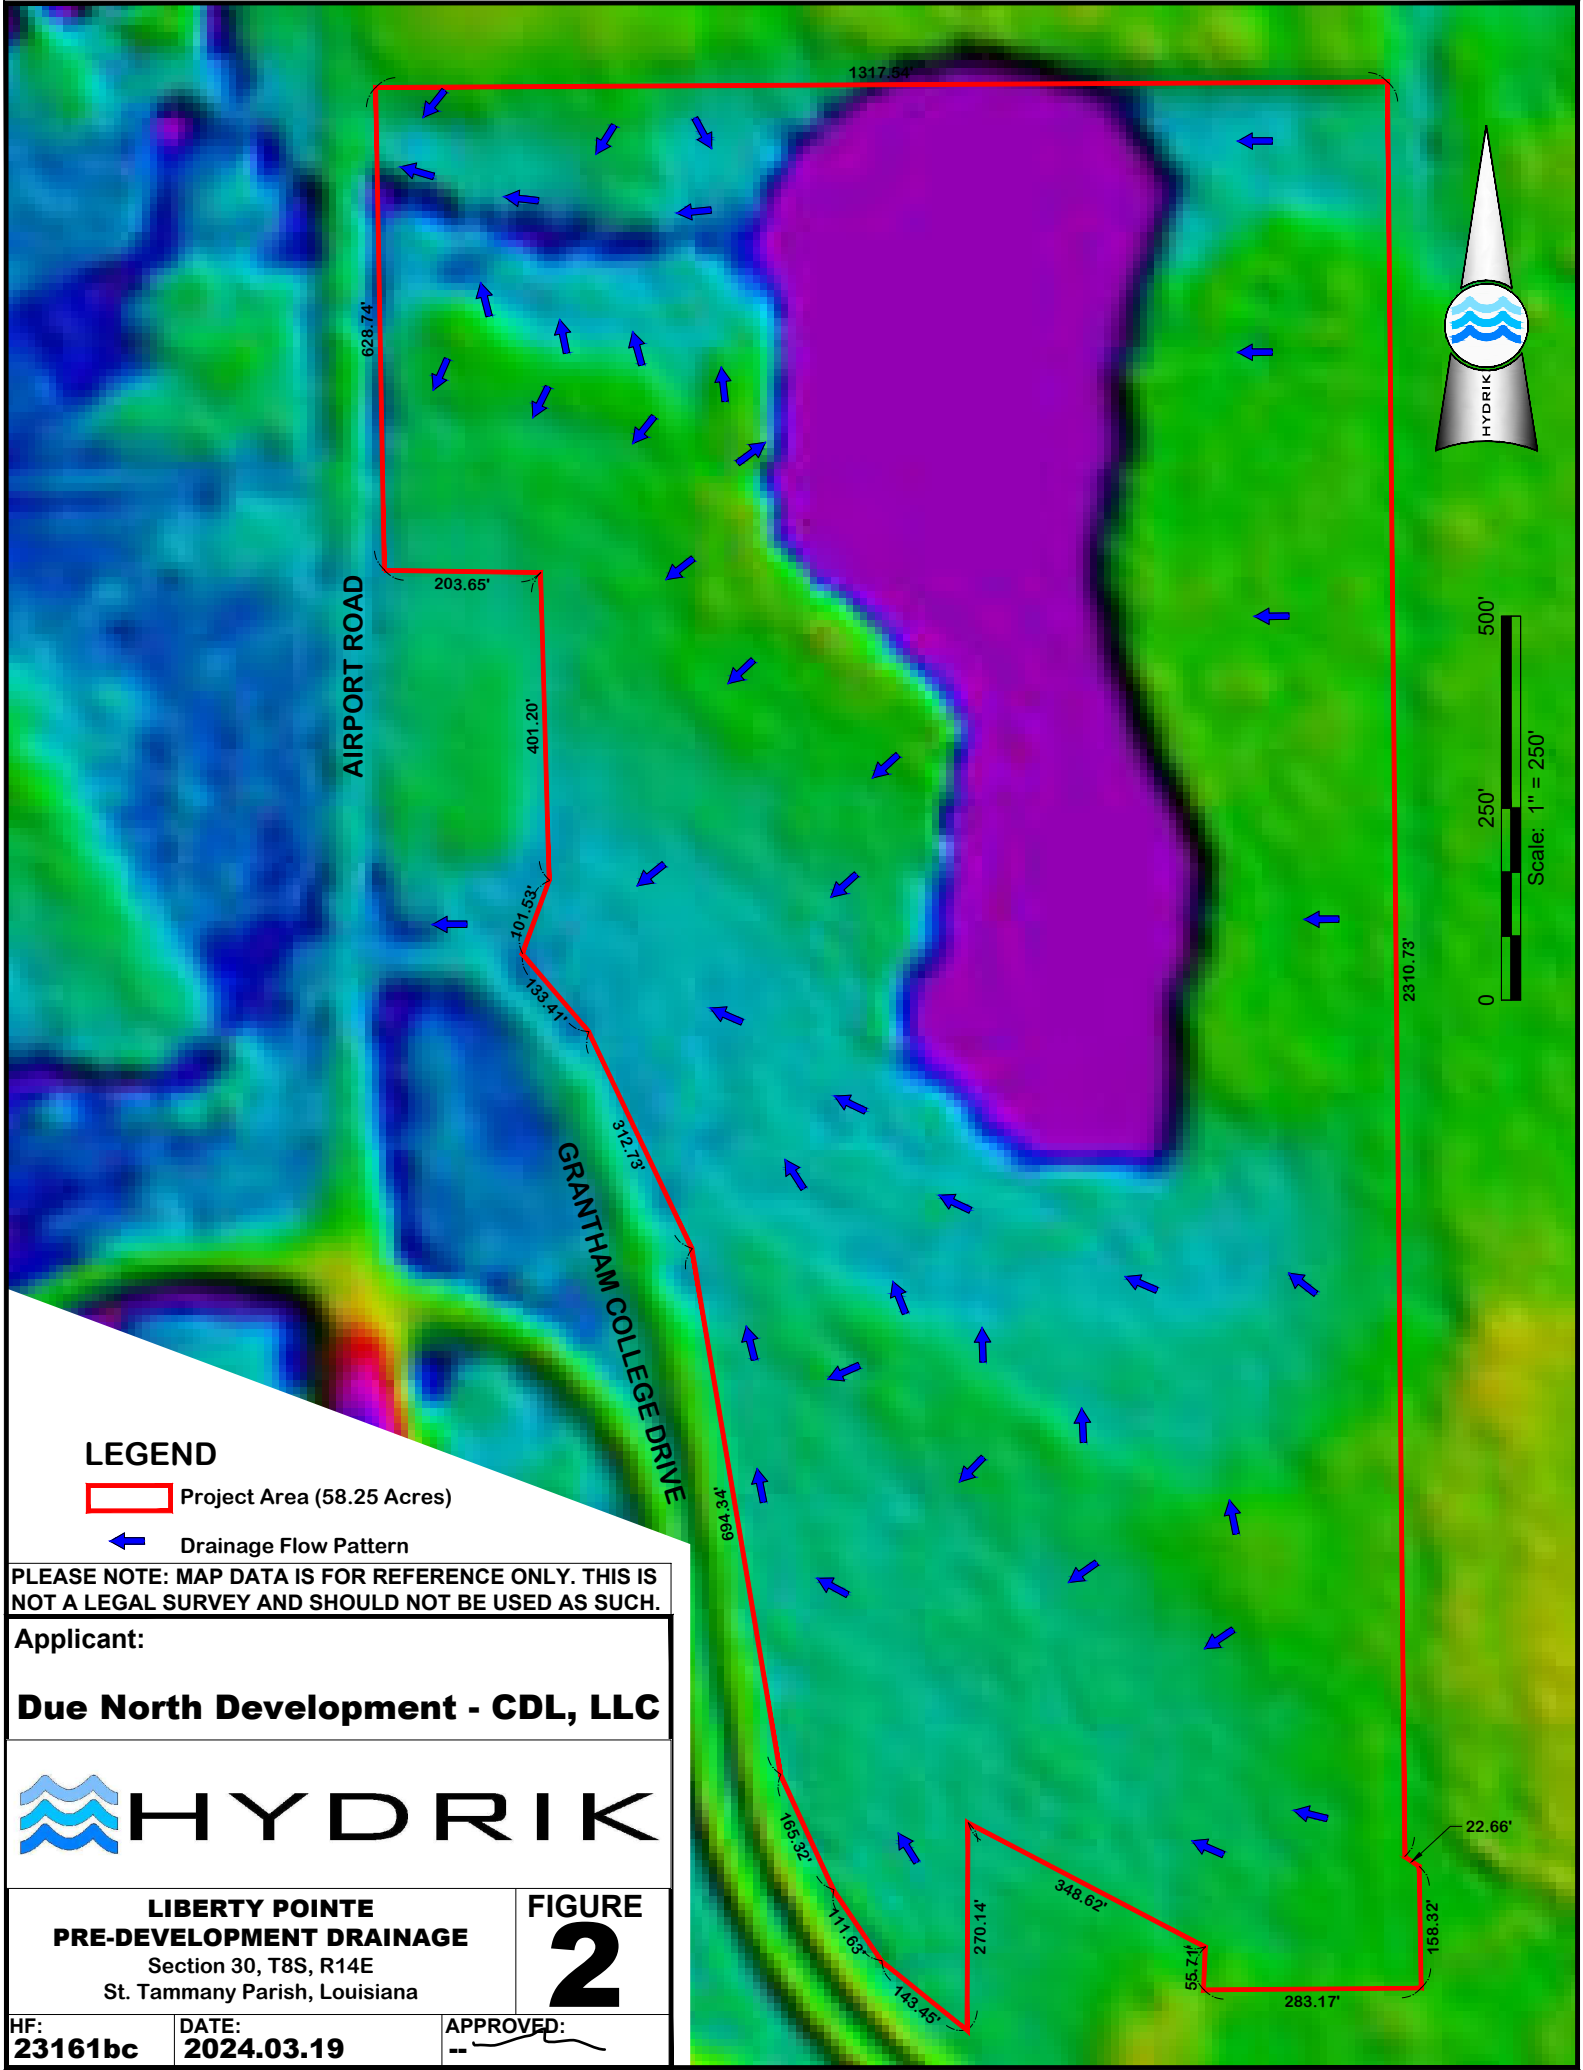 1317.54'
628.74'
203.65'
AIRPORT ROAD
401.20'
101.53'
133.41'
312.73'
GRANTHAM COLLEGE DRIVE
694.34'
165.32'
111.63'
143.45'
270.14'
348.62'
55.71'
283.17'
158.32'
22.66'
2310.73'
HYDRIK
0 250' 500'
Scale: 1" = 250'
LEGEND
Project Area (58.25 Acres)
Drainage Flow Pattern
PLEASE NOTE: MAP DATA IS FOR REFERENCE ONLY. THIS IS
NOT A LEGAL SURVEY AND SHOULD NOT BE USED AS SUCH.
Applicant:
Due North Development - CDL, LLC
HYDRIK
LIBERTY POINTE
PRE-DEVELOPMENT DRAINAGE
Section 30, T8S, R14E
St. Tammany Parish, Louisiana
FIGURE
2
HF:
23161bc
DATE:
2024.03.19
APPROVED:
--